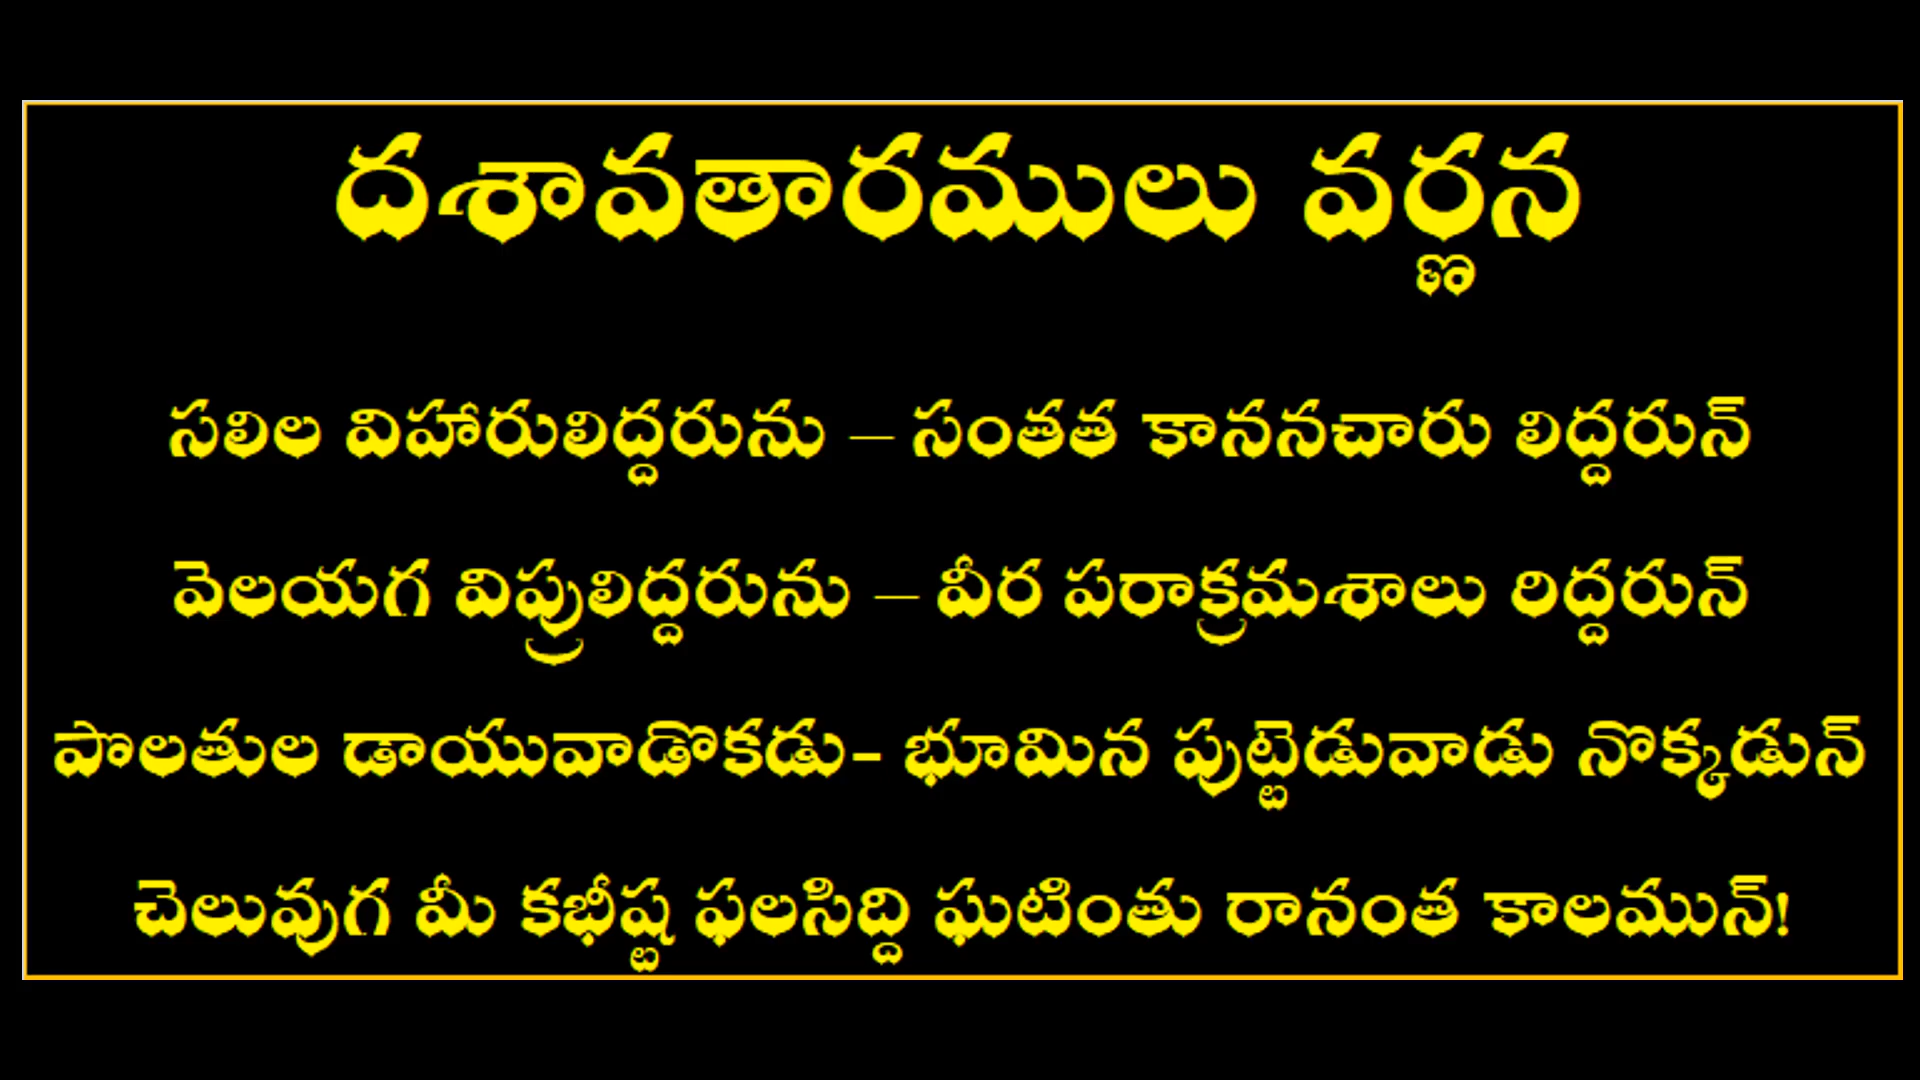 దశావతారములు వర్ణన
సలిల విహారులిద్దరును – సంతత కాననచారు లిద్దరున్
వెలయగ విప్రులిద్దరును – వీర పరాక్రమశాలు రిద్దరున్
పొలతుల డాయువాడొకడు- భూమిన పుట్టెడువాడు నొక్కడున్
చెలువుగ మీ కభీష్ట ఫలసిద్ది ఘటింతు రానంత కాలమున్!